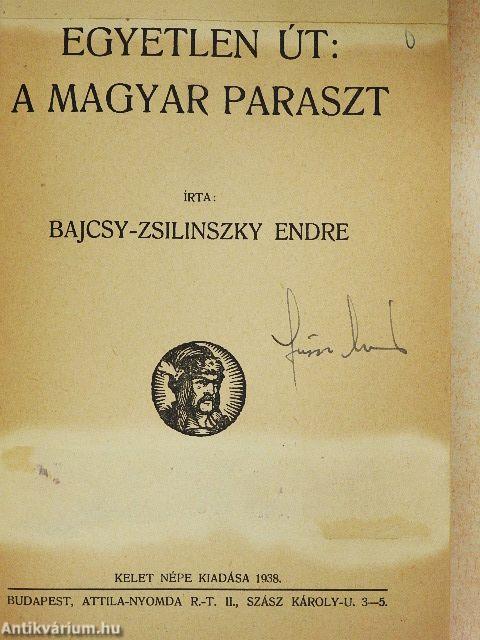 EGYETLEN ÚT:
A MAGYAR PARASZT
ÍRTA:
BAJCSY-ZSILINSZKY ENDRE
KELET NÉPE KIADÁSA 1938.
BUDAPEST, ATTILA-NYOMDA R.-T. II., SZÁSZ KÁROLY-U. 3—5.
Antikvárium.hu